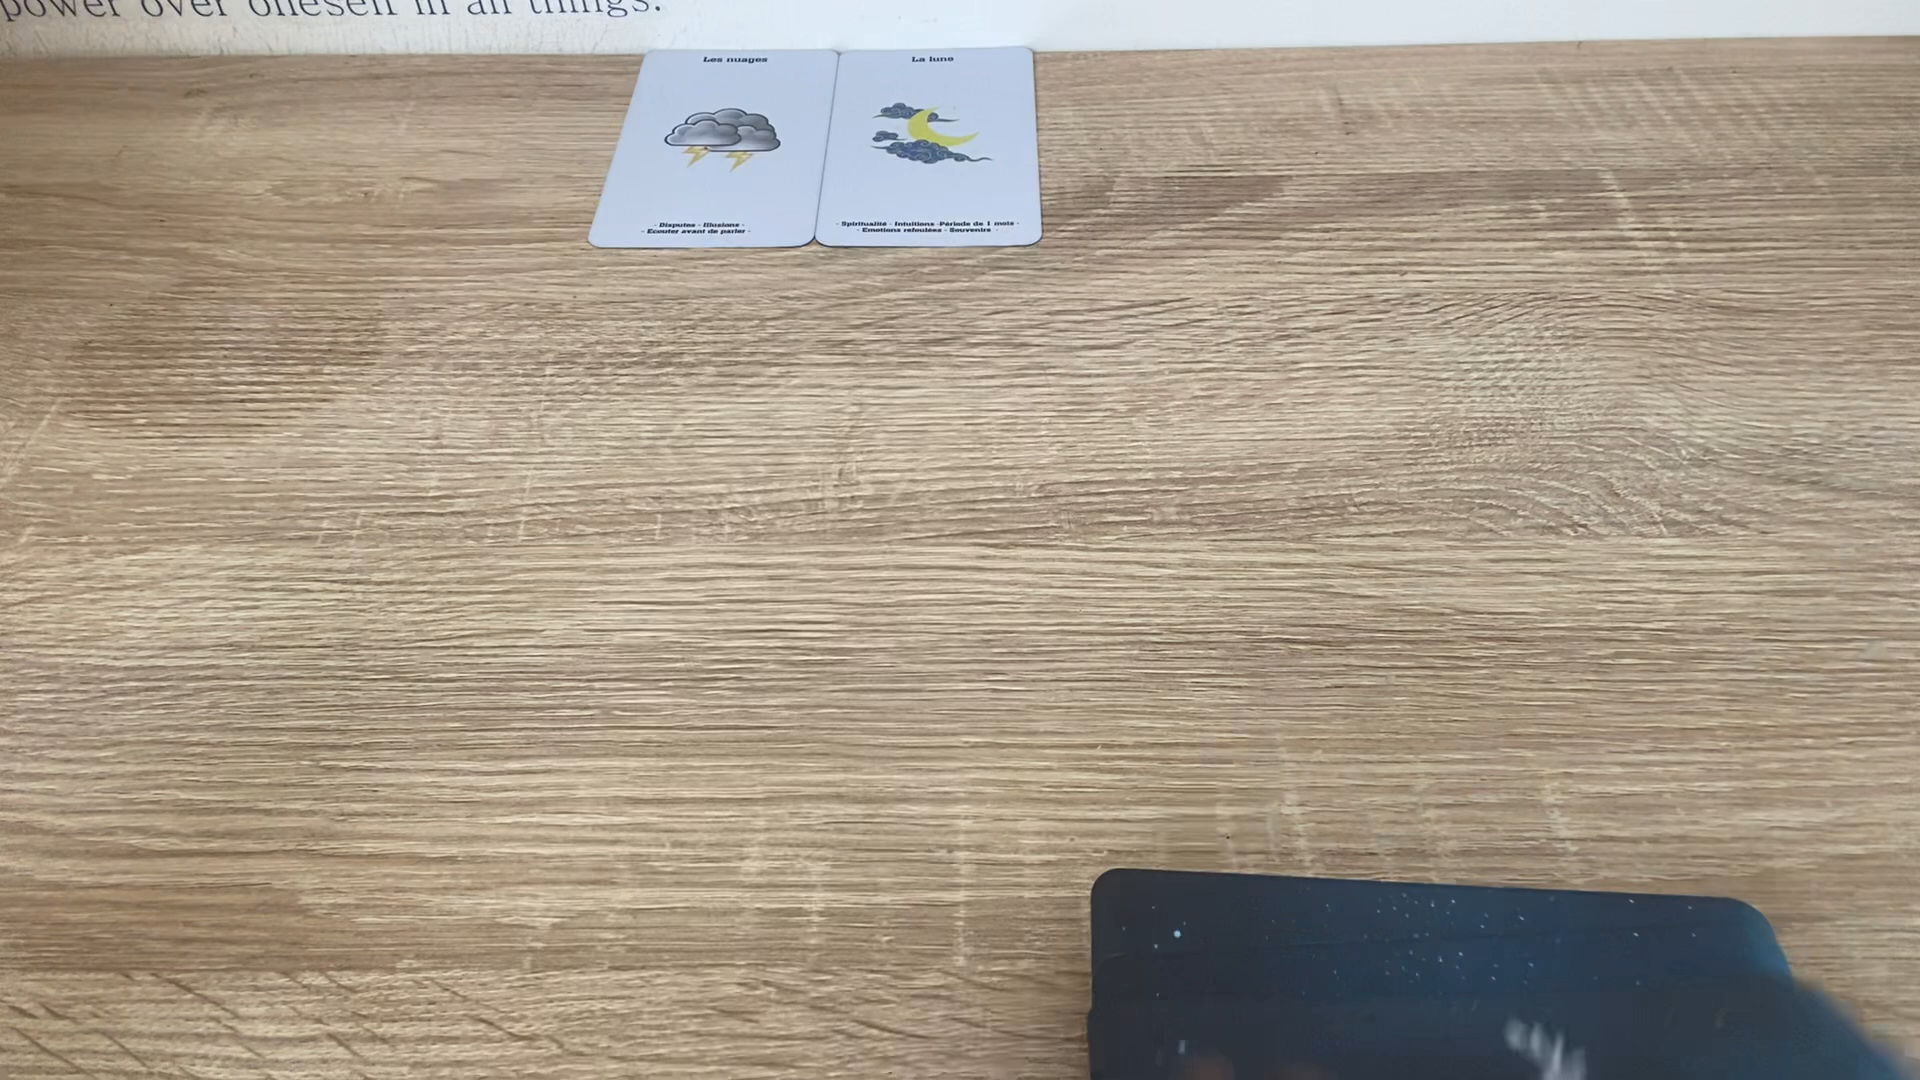 power over oneself in all things.
Les nuages
- Disputes - Illusions -
- Ecouter avant de parler -
La lune
- Spiritualité - Intuitions -Période de 1 mois -
- Emotions refoulées - Souvenirs -